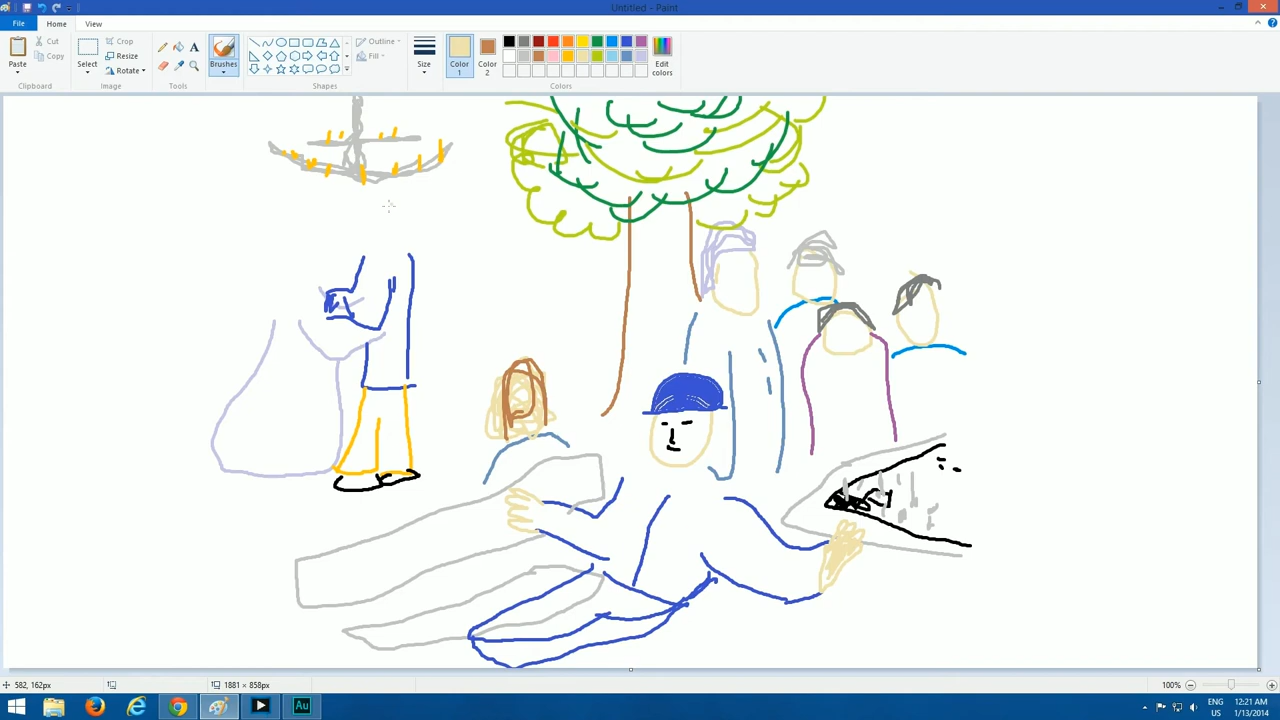 Untitled - Paint
File Home View
Paste
Cut
Copy
Clipboard
Select
Crop
Resize
Rotate
Image
A
Tools
Brushes
Outline
Fill
Shapes
Size
Color
1
Color
2
Edit
colors
Colors
582, 162px
1881 × 858px
100%
Au
ENG
US
12:21 AM
1/13/2014